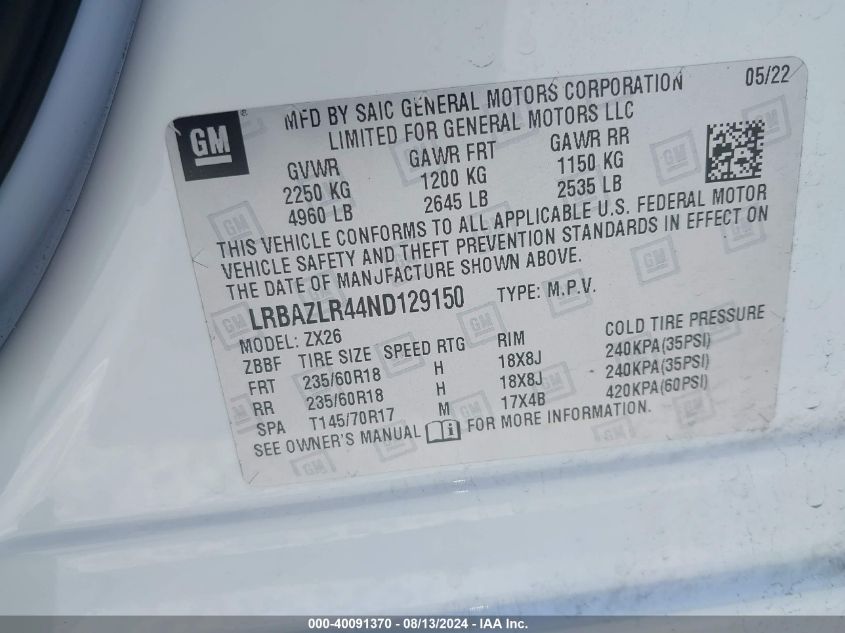 GM
MFD BY SAIC GENERAL MOTORS CORPORATION 05/22
LIMITED FOR GENERAL MOTORS LLC
GVWR GAWR FRT GAWR RR
2250 KG 1200 KG 1150 KG
4960 LB 2645 LB 2535 LB
THIS VEHICLE CONFORMS TO ALL APPLICABLE U.S. FEDERAL MOTOR
VEHICLE SAFETY AND THEFT PREVENTION STANDARDS IN EFFECT ON
THE DATE OF MANUFACTURE SHOWN ABOVE.
LRBAZLR44ND129150 TYPE: M.P.V.
MODEL: ZX26
ZBBF TIRE SIZE SPEED RTG RIM COLD TIRE PRESSURE
FRT 235/60R18 H 18X8J 240KPA(35PSI)
RR 235/60R18 H 18X8J 240KPA(35PSI)
SPA T145/70R17 M 17X4B 420KPA(60PSI)
SEE OWNER'S MANUAL FOR MORE INFORMATION.
000-40091370 - 08/13/2024 - IAA Inc.